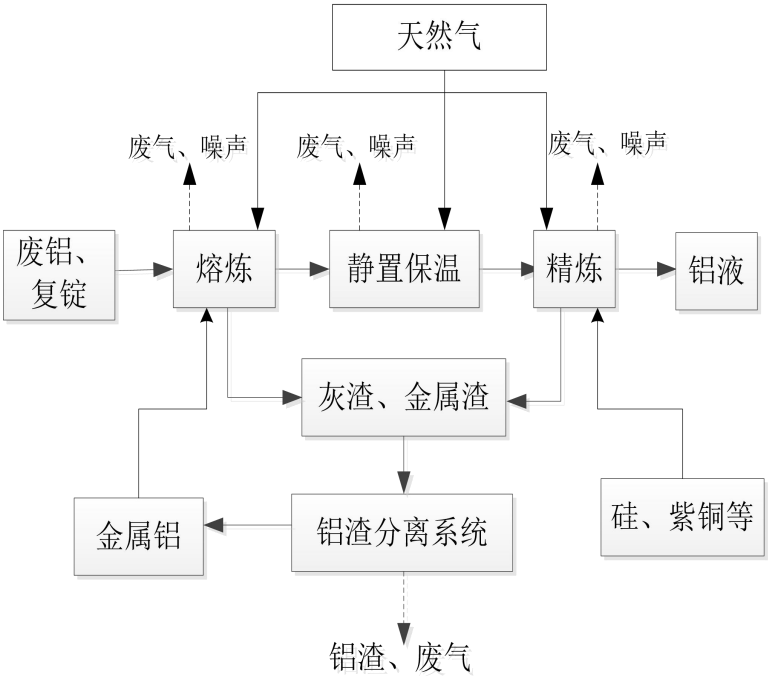 天然气
废气、噪声
废气、噪声
废气、噪声
废铝、
复锭
熔炼
静置保温
精炼
铝液
灰渣、金属渣
金属铝
铝渣分离系统
硅、紫铜等
铝渣、废气